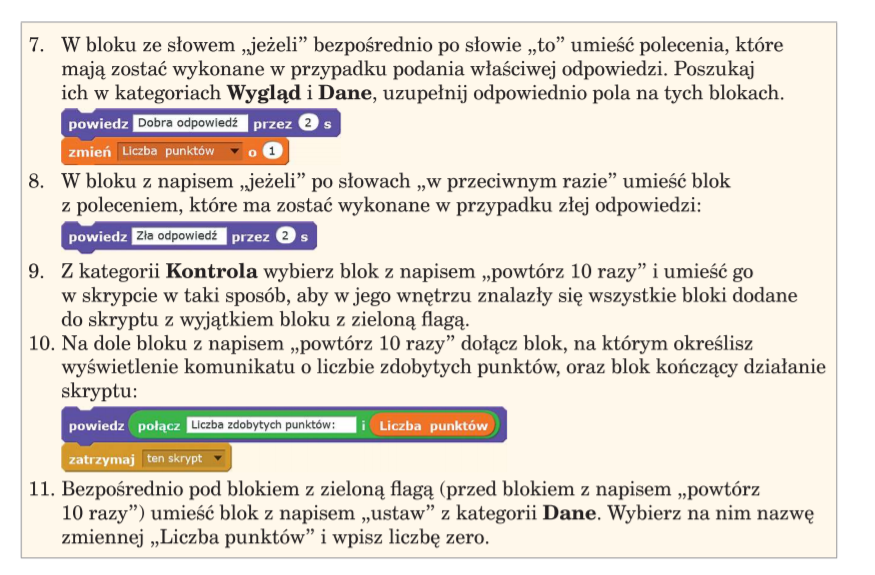 7. W bloku ze słowem „jeżeli” bezpośrednio po słowie „to” umieść polecenia, które
mają zostać wykonane w przypadku podania właściwej odpowiedzi. Poszukaj
ich w kategoriach Wygląd i Dane, uzupełnij odpowiednio pola na tych blokach.
powiedz Dobra odpowiedź przez 2 s
zmień Liczba punktów o 1
8. W bloku z napisem „jeżeli” po słowach „w przeciwnym razie” umieść blok
z poleceniem, które ma zostać wykonane w przypadku złej odpowiedzi:
powiedz Zła odpowiedź przez 2 s
9. Z kategorii Kontrola wybierz blok z napisem „powtórz 10 razy” i umieść go
w skrypcie w taki sposób, aby w jego wnętrzu znalazły się wszystkie bloki dodane
do skryptu z wyjątkiem bloku z zieloną flagą.
10. Na dole bloku z napisem „powtórz 10 razy” dołącz blok, na którym określisz
wyświetlenie komunikatu o liczbie zdobytych punktów, oraz blok kończący działanie
skryptu:
powiedz połącz Liczba zdobytych punktów: i Liczba punktów
zatrzymaj ten skrypt
11. Bezpośrednio pod blokiem z zieloną flagą (przed blokiem z napisem „powtórz
10 razy”) umieść blok z napisem „ustaw” z kategorii Dane. Wybierz na nim nazwę
zmiennej „Liczba punktów” i wpisz liczbę zero.